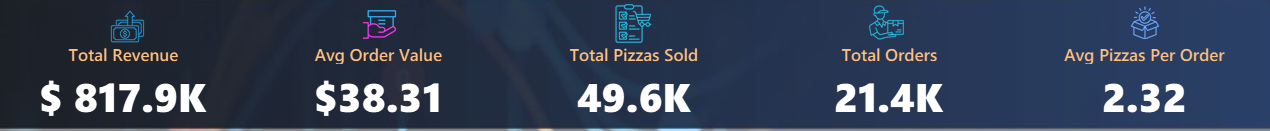 Total Revenue Avg Order Value Total Pizzas Sold Total Orders Avg Pizzas Per Order
$ 817.9K $38.31 49.6K 21.4K 2.32